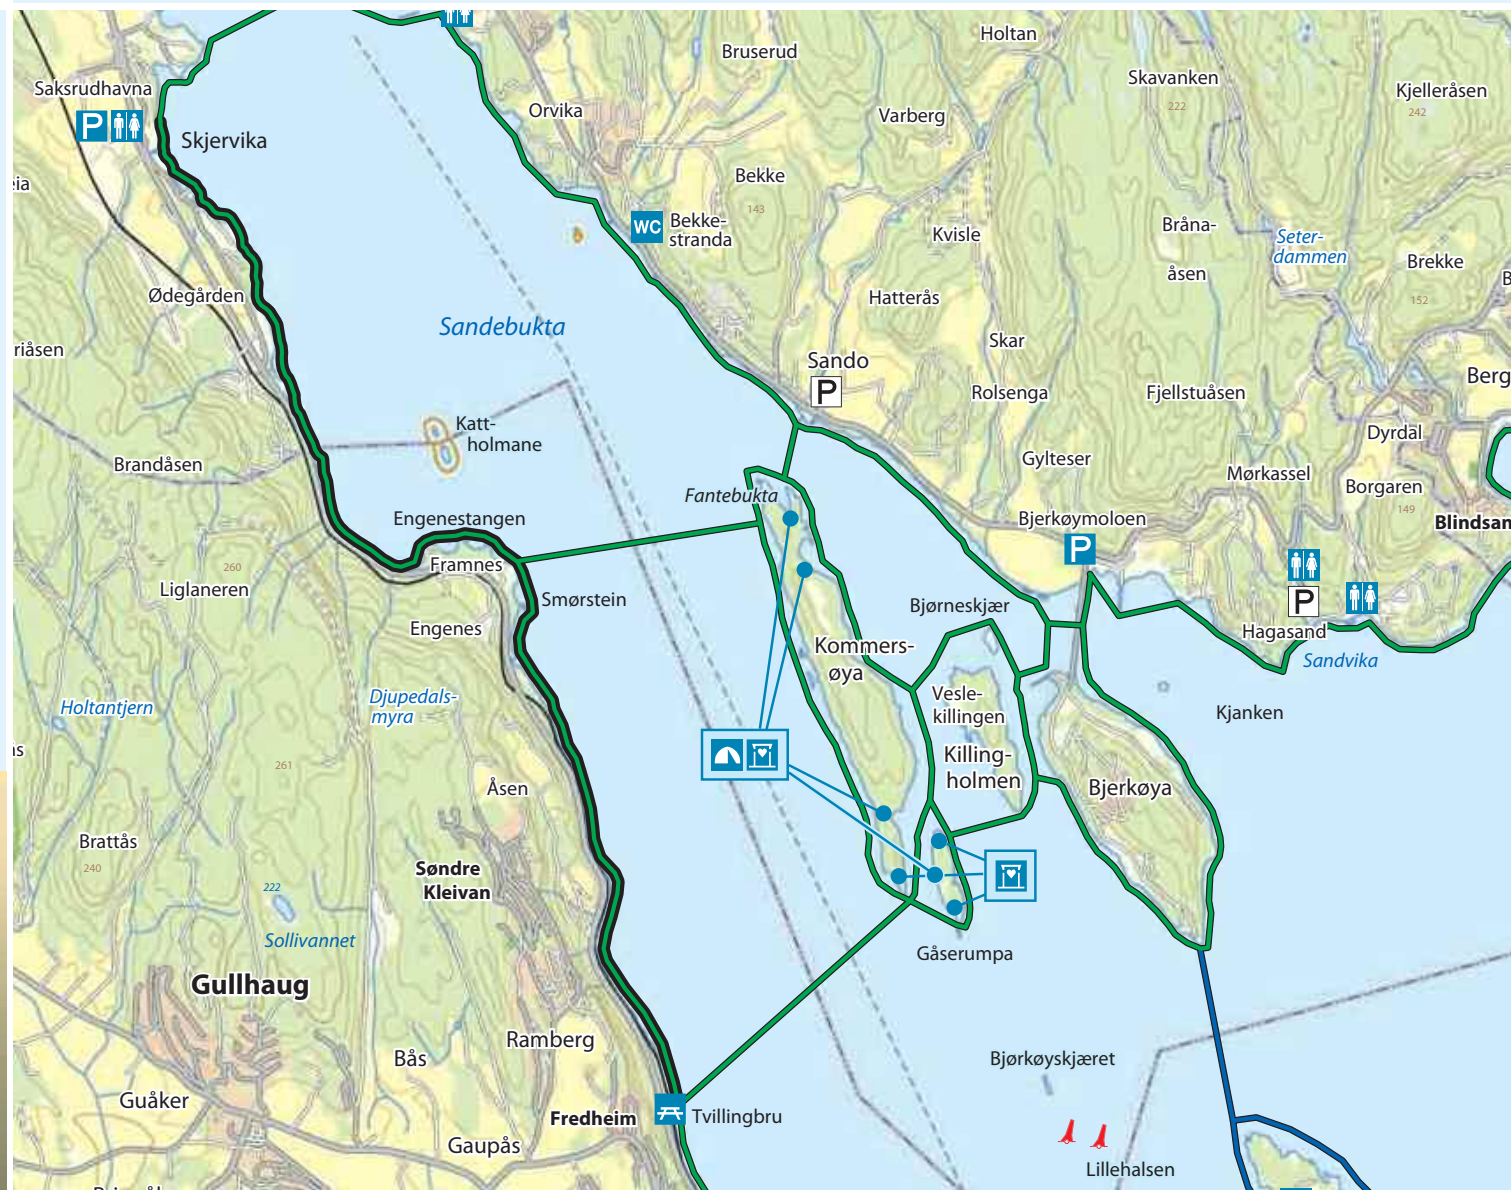 Holtan
Bruserud
Skavanken
222
Saksrudhavna
Kjelleråsen
242
Orvika
Varberg
P
Skjervika
Bekke
143
WC
Bekke-
stranda
Kvisle
Bråna-
åsen
Seter-
dammen
Brekke
152
Ødegården
Hatterås
Sandebukta
Skar
riåsen
Sando
P
Rolsenga
Fjellstuåsen
Berg
Katt-
holmane
Dyrdal
Brandåsen
Gylteser
Mørkassel
Borgaren
149
Fantebukta
Engenestangen
Bjerkøymoloen
P
Blindsan
260
Framnes
Liglaneren
Smørstein
Bjørneskjær
P
Engenes
Hagasand
Kommers-
øya
Sandvika
Holtantjern
Djupedals-
myra
Vesle-
killingen
Kjanken
261
Killing-
holmen
Åsen
Bjerkøya
Brattås
240
Søndre
Kleivan
222
Sollivannet
Gåserumpa
Gullhaug
Ramberg
Bås
Bjørkøyskjæret
Guåker
Fredheim
Tvillingbru
Gaupås
Lillehalsen